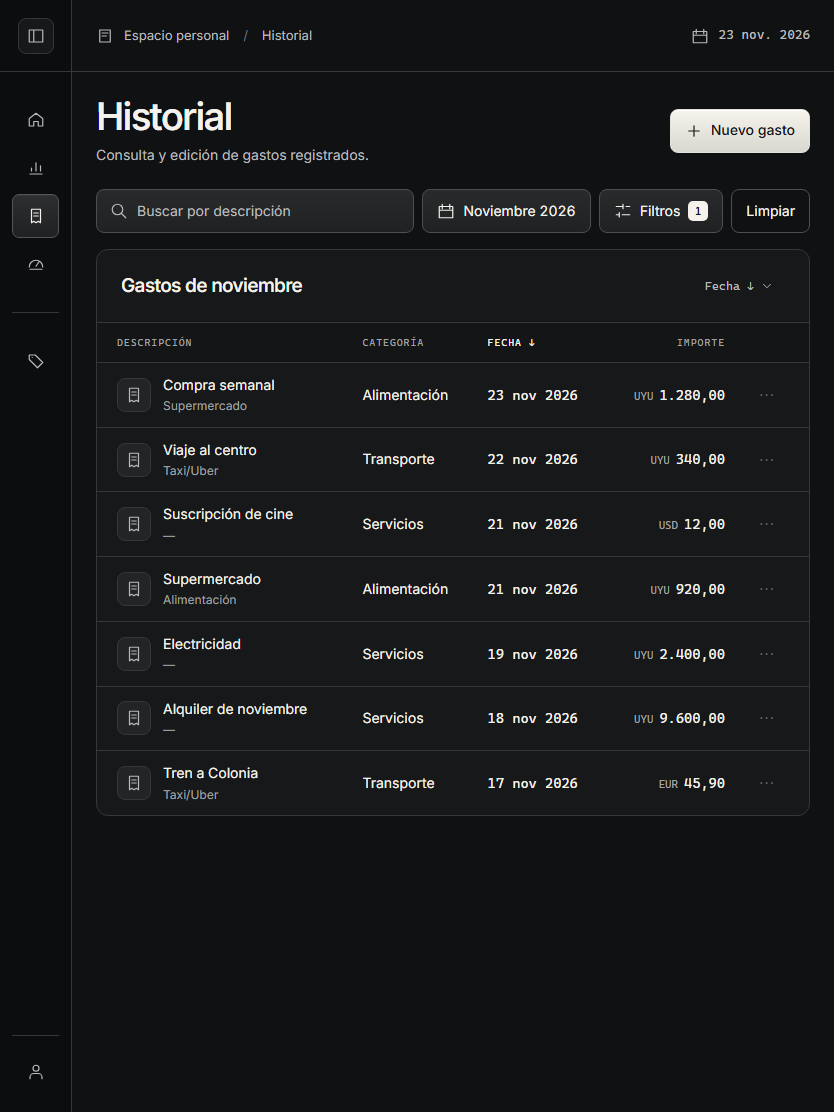 Espacio personal / Historial
23 nov. 2026
Historial
Consulta y edición de gastos registrados.
+ Nuevo gasto
Buscar por descripción
Noviembre 2026
Filtros 1
Limpiar
Gastos de noviembre
Fecha ↓
DESCRIPCIÓN CATEGORÍA FECHA ↓ IMPORTE
Compra semanal
Supermercado
Alimentación
23 nov 2026
UYU 1.280,00
···
Viaje al centro
Taxi/Uber
Transporte
22 nov 2026
UYU 340,00
···
Suscripción de cine
—
Servicios
21 nov 2026
USD 12,00
···
Supermercado
Alimentación
Alimentación
21 nov 2026
UYU 920,00
···
Electricidad
—
Servicios
19 nov 2026
UYU 2.400,00
···
Alquiler de noviembre
—
Servicios
18 nov 2026
UYU 9.600,00
···
Tren a Colonia
Taxi/Uber
Transporte
17 nov 2026
EUR 45,90
···